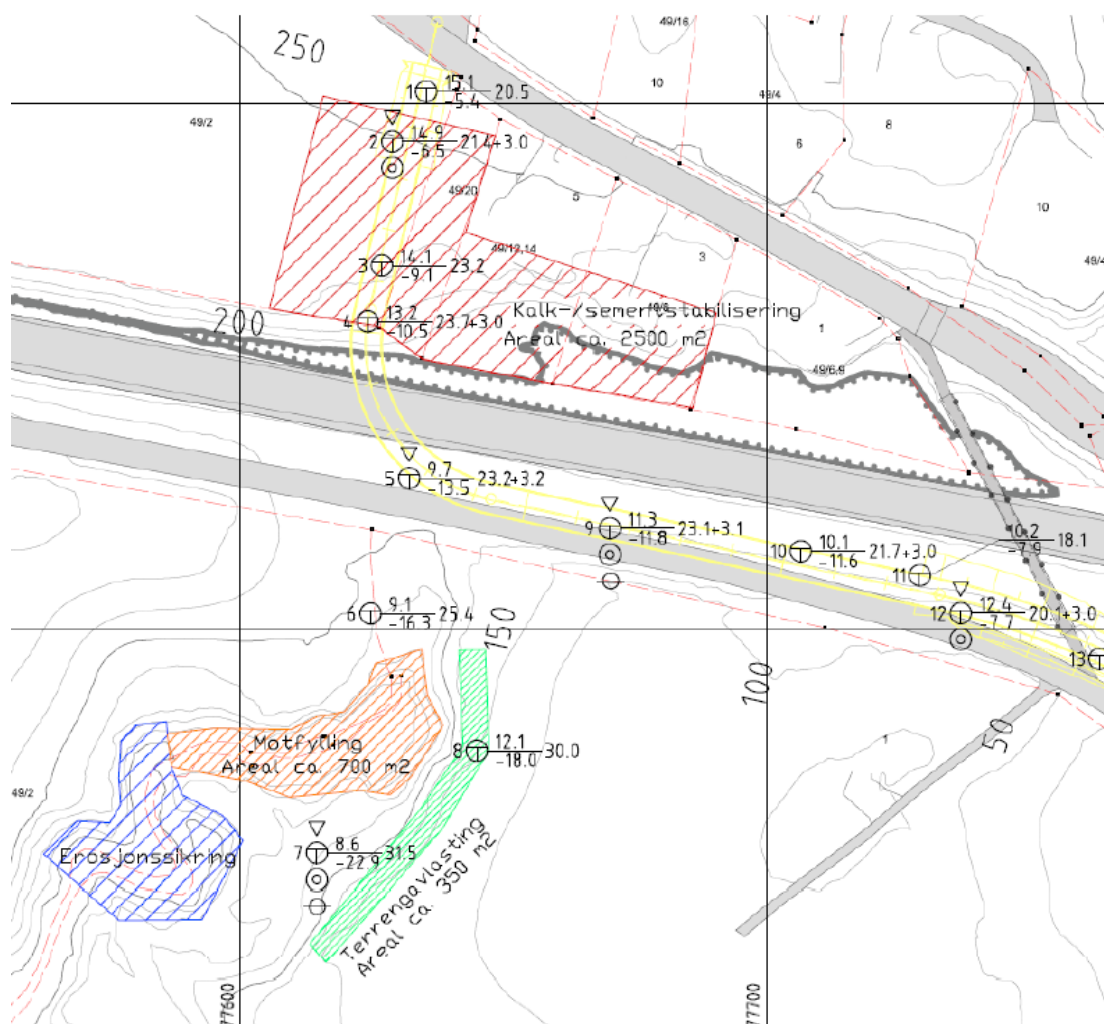 49/16
250
10
49/4
1 15.1 20.5
-5.4
49/2
8
2 14.9 21.4+3.0
-6.5
6
49/20
5
10
49/12,14
3
49/4
3 14.1 23.2
-9.1
Kalk-/sementstabilisering
Areal ca. 2500 m2
200
4 13.2 23.7+3.0
-10.5
1
49/6,9
5 9.7 23.2+3.2
-13.5
9 11.3 23.1+3.1
-11.8
10 10.1 21.7+3.0
-11.6
10.2 18.1
-7.9
11
6 9.1 25.4
-16.3
12 12.4 20.1+3.0
-7.7
150
13
100
50
Motfylling
Areal ca. 700 m2
8 12.1 30.0
-18.0
1
49/2
Erosjonssikring
7 8.6 31.5
-22.9
Terrengavlasting
Areal ca. 350 m2
77600
77700